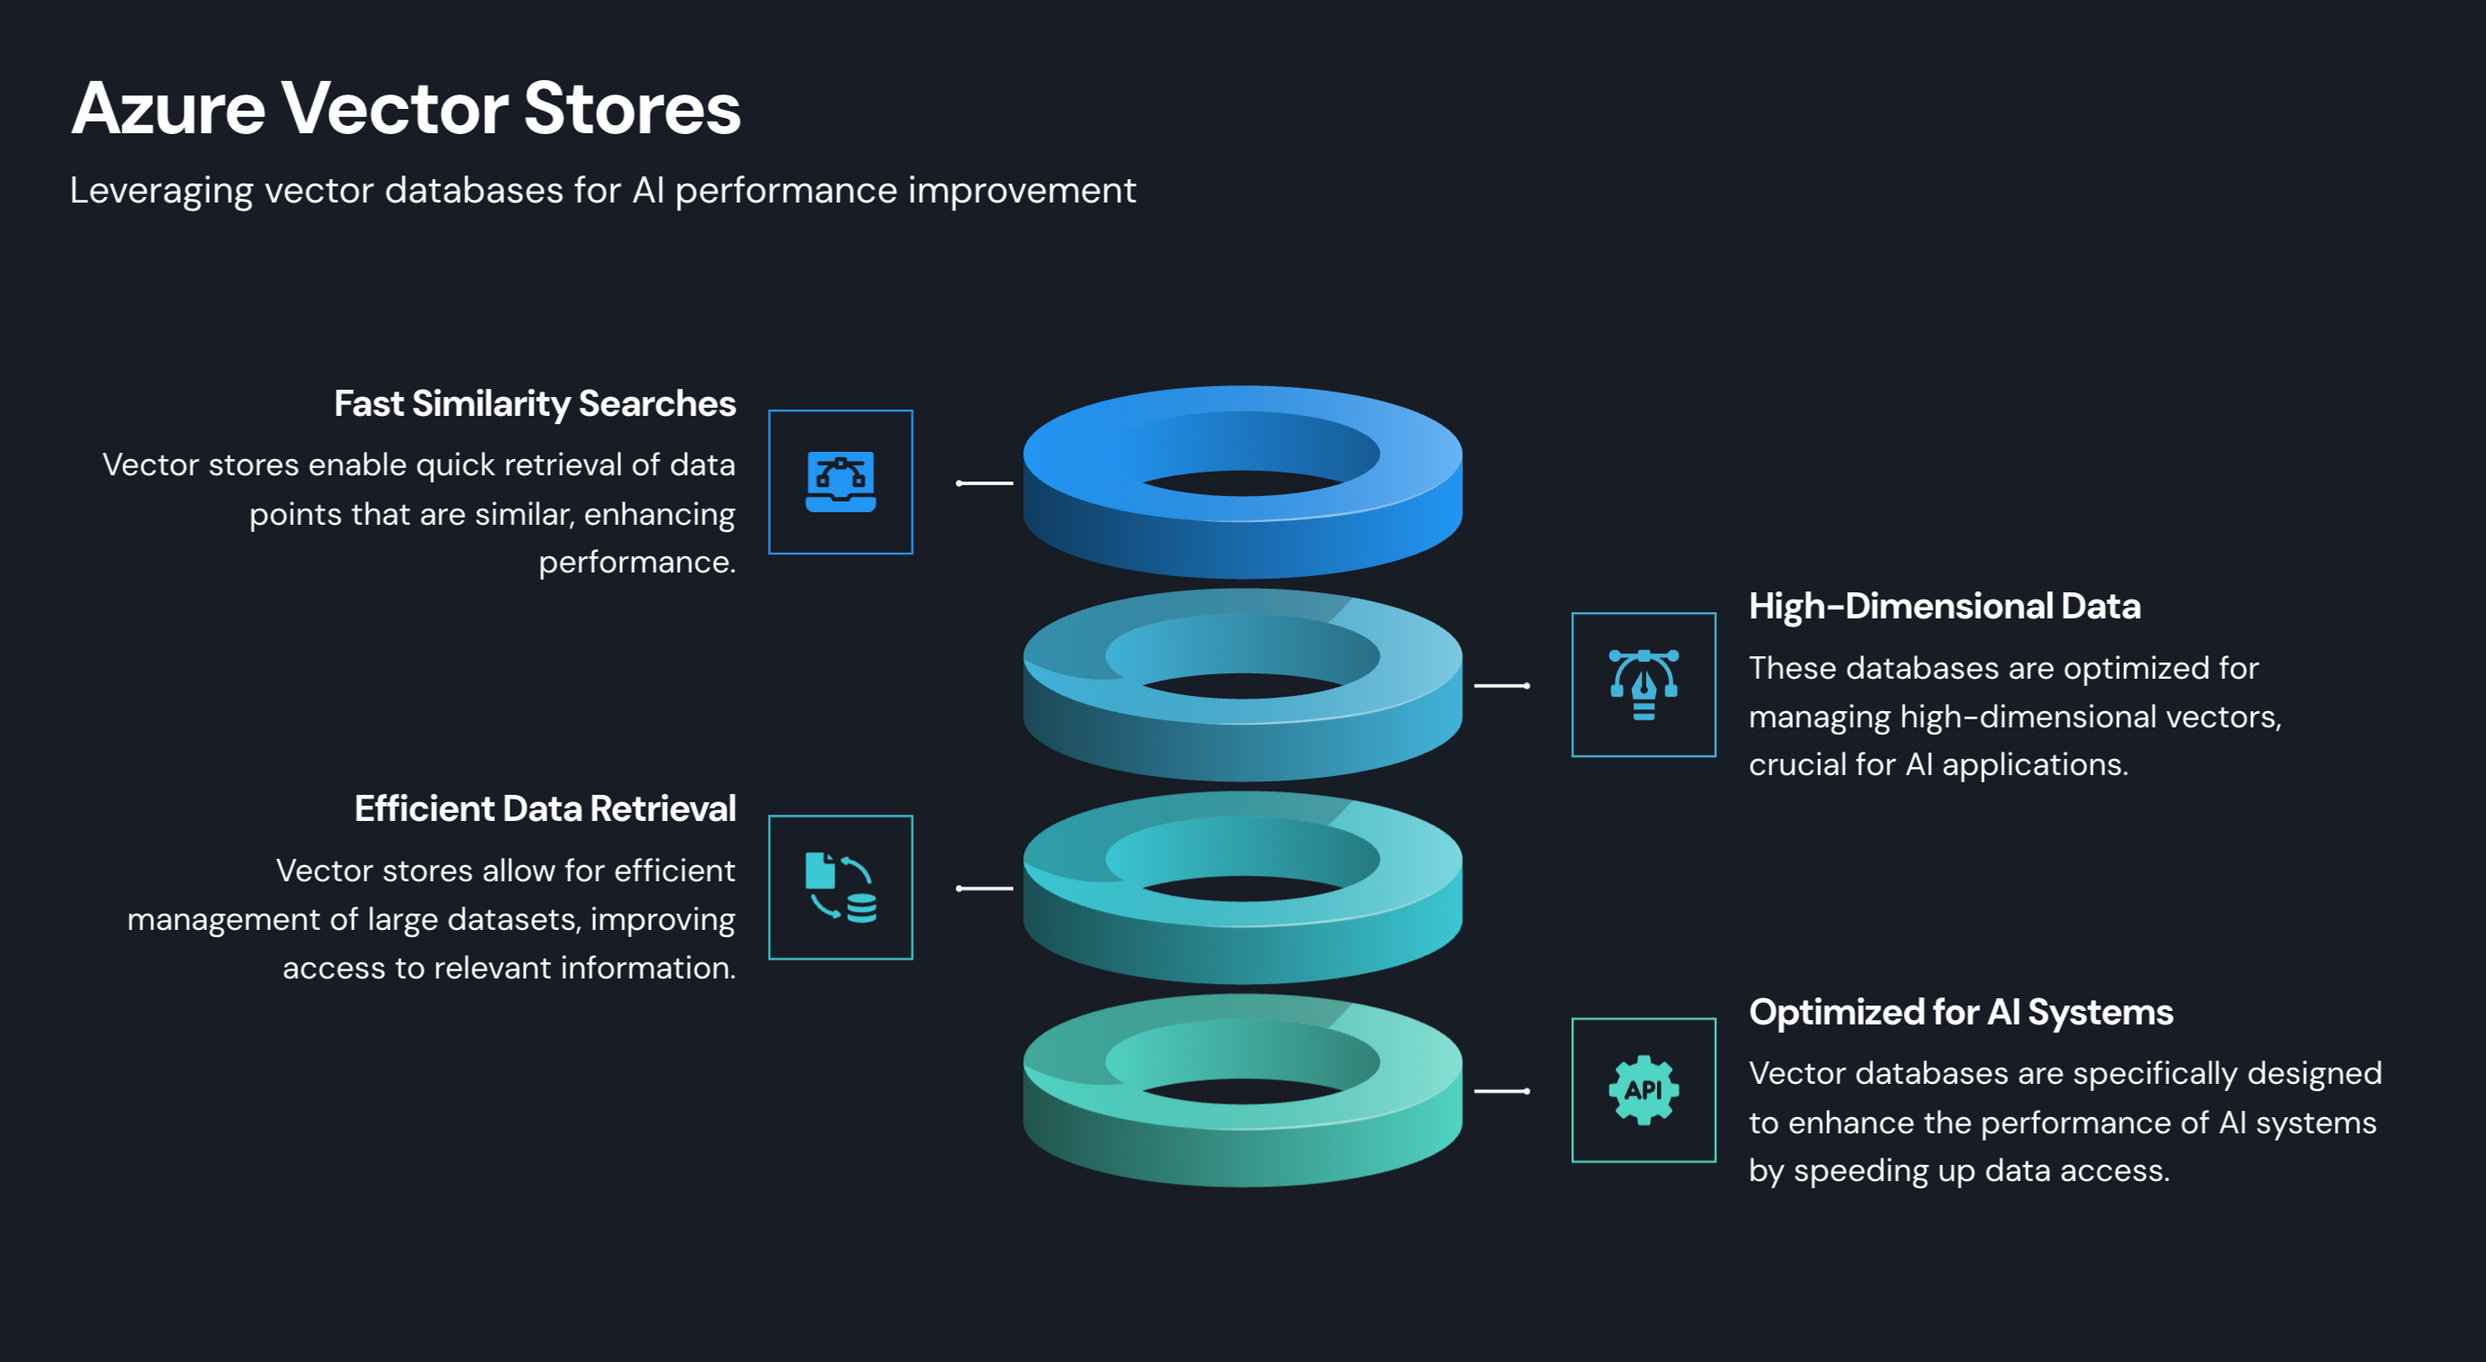 Azure Vector Stores
Leveraging vector databases for AI performance improvement
Fast Similarity Searches
Vector stores enable quick retrieval of data
points that are similar, enhancing
performance.
High-Dimensional Data
These databases are optimized for
managing high-dimensional vectors,
crucial for AI applications.
Efficient Data Retrieval
Vector stores allow for efficient
management of large datasets, improving
access to relevant information.
Optimized for AI Systems
API
Vector databases are specifically designed
to enhance the performance of AI systems
by speeding up data access.